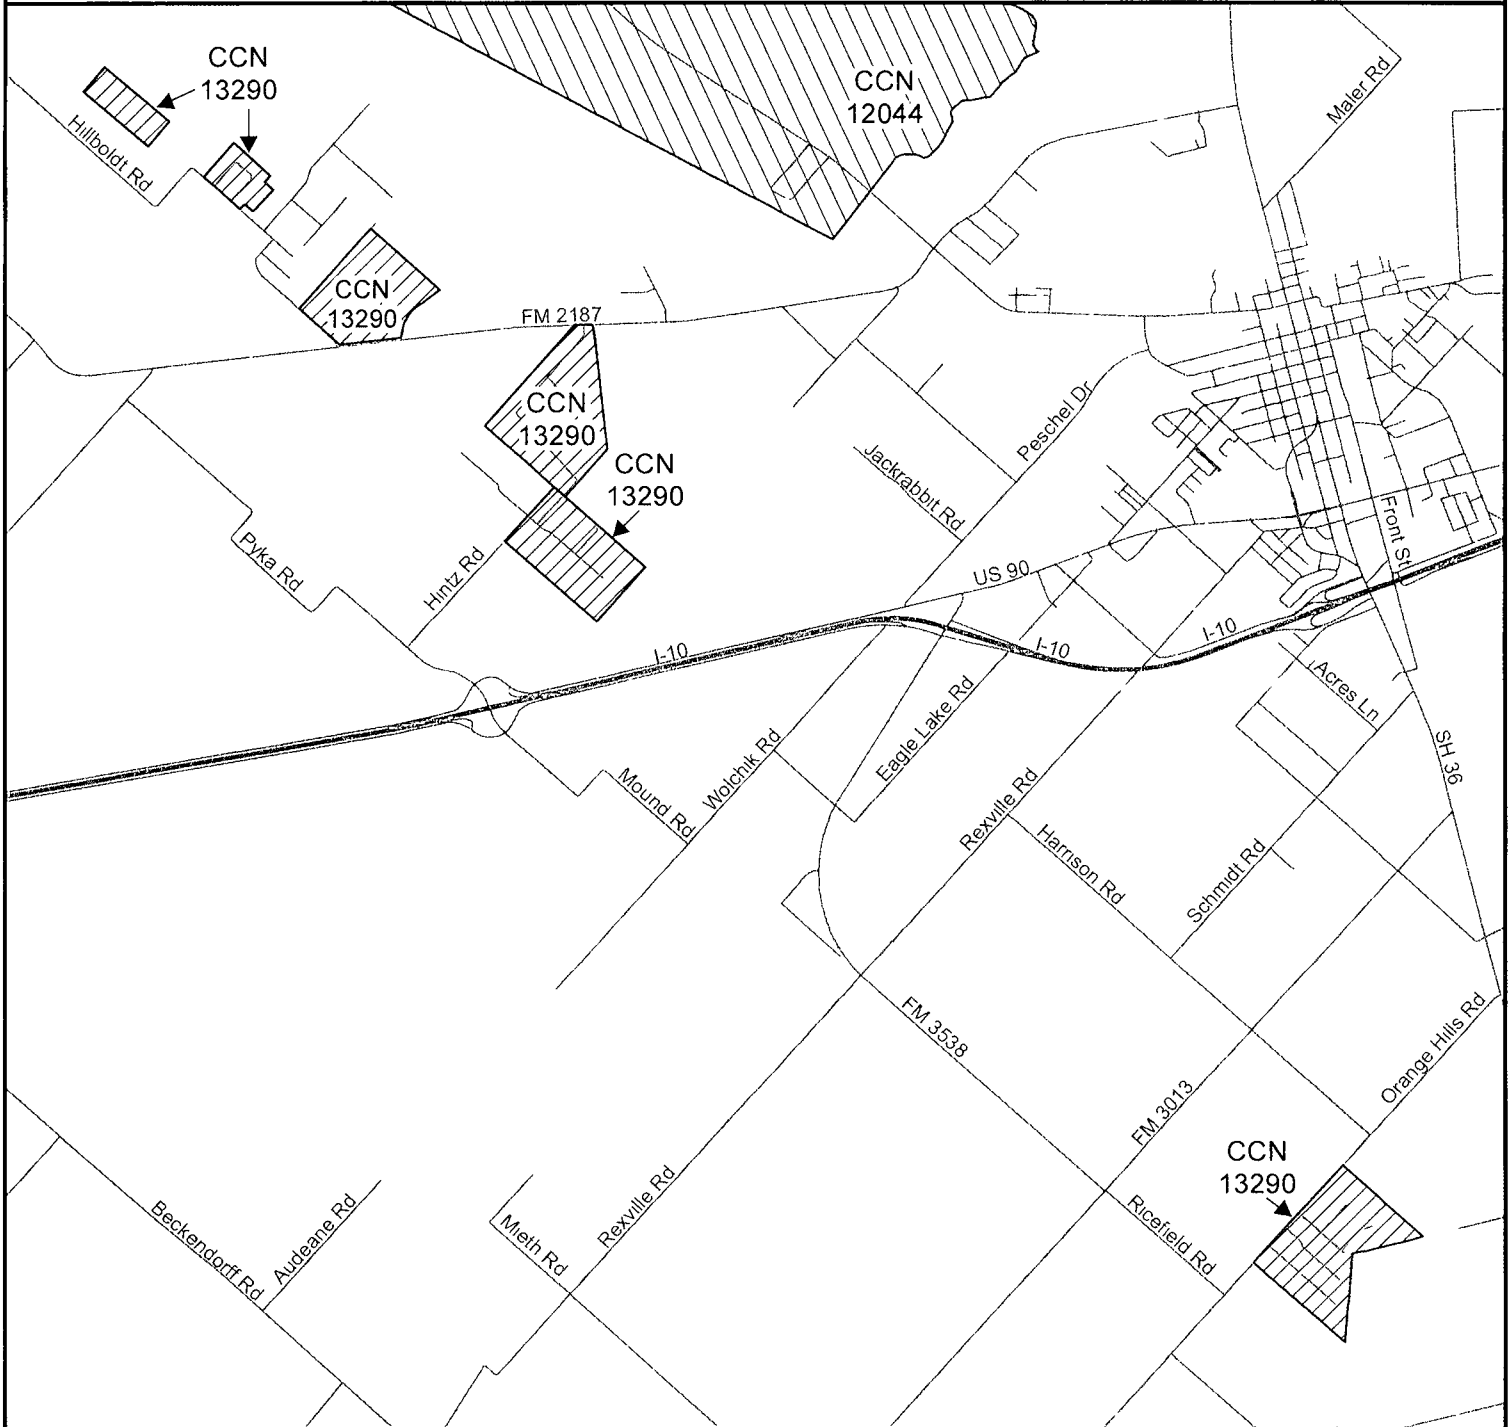 CCN
13290
CCN
12044
Maler Rd
Hillboldt Rd
CCN
13290
FM 2187
CCN
13290
Peschel Dr
CCN
13290
Jackrabbit Rd
Front St
Pyka Rd
Hintz Rd
US 90
I-10
I-10
I-10
Acres Ln
Eagle Lake Rd
SH 36
Wolchik Rd
Mound Rd
Rexville Rd
Harrison Rd
Schmidt Rd
FM 3538
Orange Hills Rd
FM 3013
CCN
13290
Rexville Rd
Ricefield Rd
Beckendorff Rd
Audeane Rd
Mieth Rd